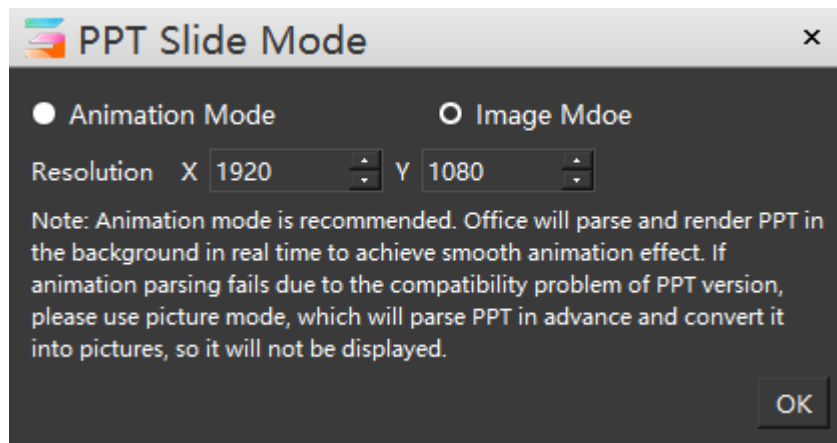 PPT Slide Mode
Animation Mode Image Mdoe
Resolution X 1920 Y 1080
Note: Animation mode is recommended. Office will parse and render PPT in
the background in real time to achieve smooth animation effect. If
animation parsing fails due to the compatibility problem of PPT version,
please use picture mode, which will parse PPT in advance and convert it
into pictures, so it will not be displayed.
OK